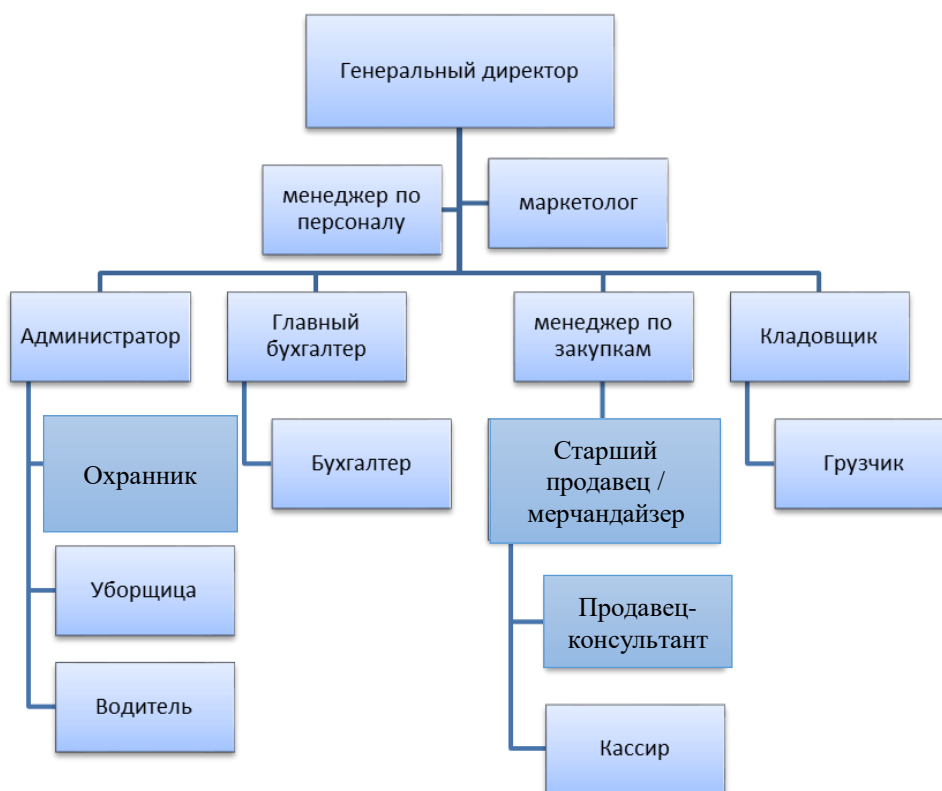 Генеральный директор
менеджер по
персоналу
маркетолог
Администратор
Главный
бухгалтер
менеджер по
закупкам
Кладовщик
Охранник
Бухгалтер
Старший
продавец /
мерчандайзер
Грузчик
Уборщица
Продавец-
консультант
Водитель
Кассир